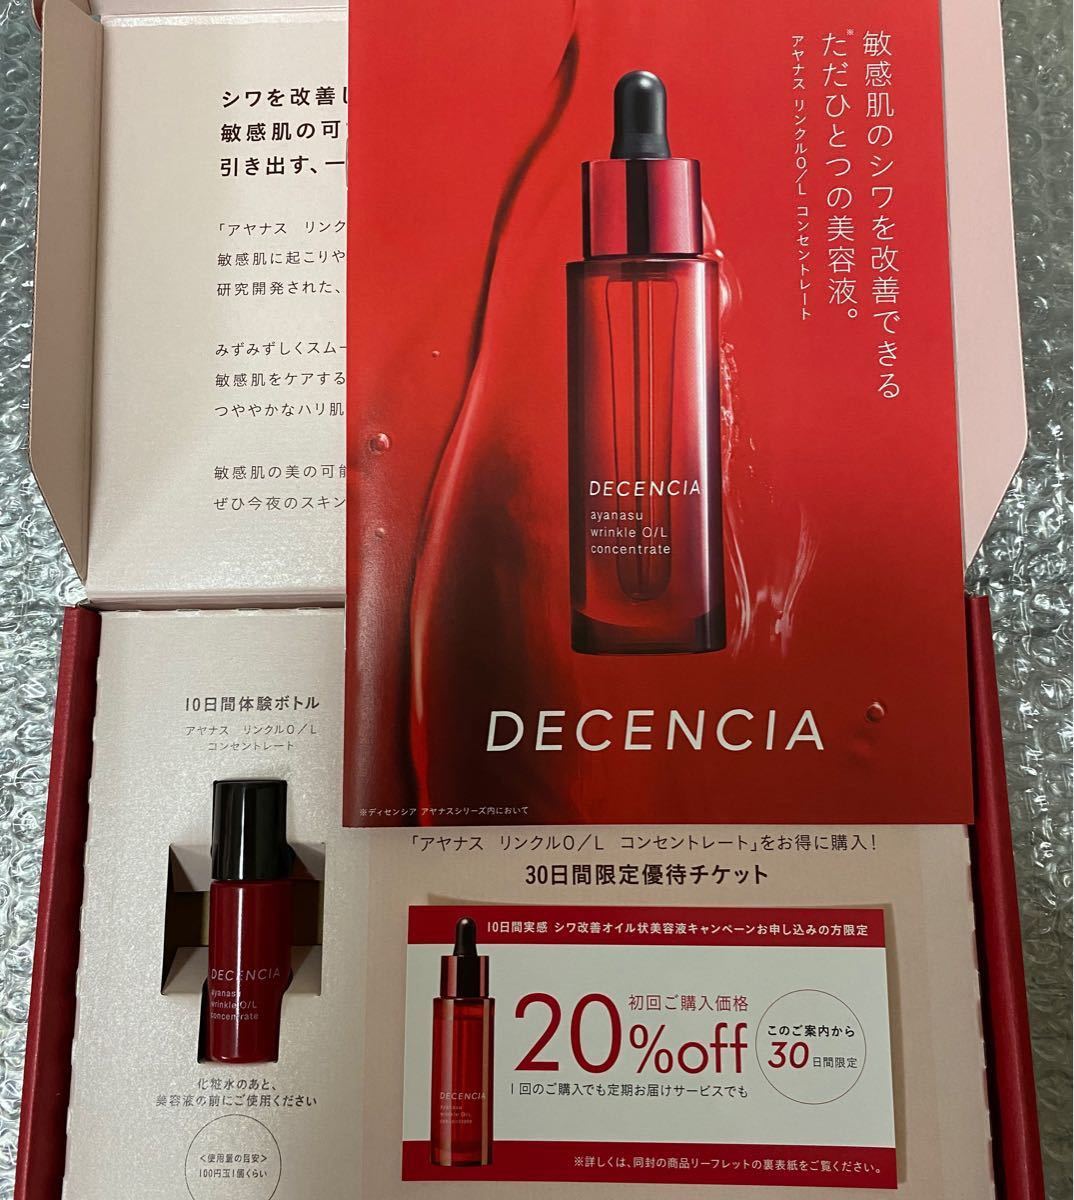 シワを改善し
敏感肌の可
引き出す、一
「アヤナス リンク
敏感肌に起こりや
研究開発された、
みずみずしくスムー
敏感肌をケアする
つややかなハリ肌
敏感肌の美の可能
ぜひ今夜のスキン
敏感肌のシワを改善できる
※ただひとつの美容液。
アヤナス リンクルO/L コンセントレート
DECENCIA
ayanasu
wrinkle O/L
concentrate
DECENCIA
※ディセンシア アヤナスシリーズ内において
10日間体験ボトル
アヤナス リンクルO/L
コンセントレート
DECENCIA
ayanasu
wrinkle O/L
concentrate
化粧水のあと、
美容液の前にご使用ください
<使用量の目安>
100円玉1個くらい
「アヤナス リンクルO/L コンセントレート」をお得に購入!
30日間限定優待チケット
10日間実感 シワ改善オイル状美容液キャンペーンお申し込みの方限定
初回ご購入価格
20%off
1回のご購入でも定期お届けサービスでも
このご案内から
30日間限定
DECENCIA
ayanasu
wrinkle O/L
concentrate
※詳しくは、同封の商品リーフレットの裏表紙をご覧ください。